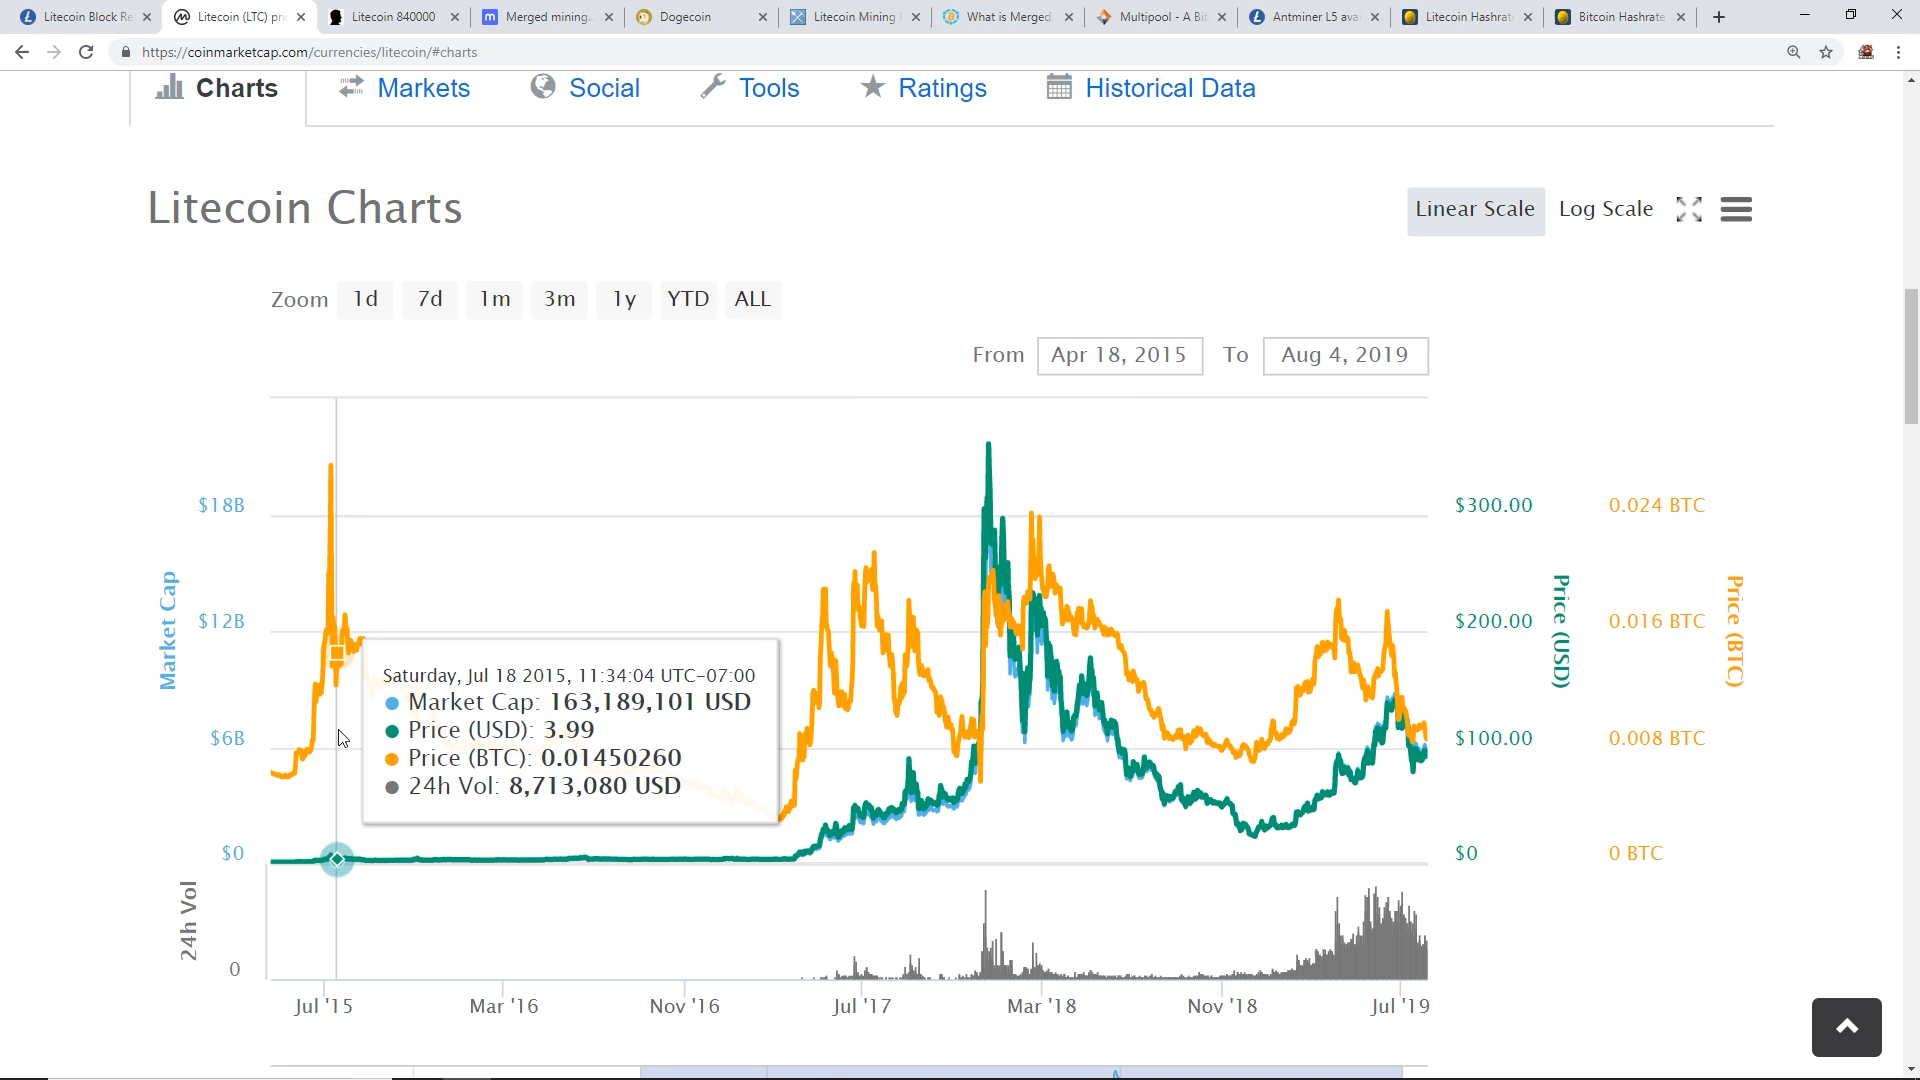 Litecoin Block Re
Litecoin (LTC) pri
Litecoin 840000
Merged mining
Dogecoin
Litecoin Mining
What is Merged
Multipool - A Bit
Antminer L5 ava
Litecoin Hashrat
Bitcoin Hashrate
https://coinmarketcap.com/currencies/litecoin/#charts
Charts
Markets
Social
Tools
Ratings
Historical Data
Litecoin Charts
Linear Scale
Log Scale
Zoom 1d 7d 1m 3m 1y YTD ALL
From Apr 18, 2015 To Aug 4, 2019
$18B
$12B
$6B
$0
Market Cap
Saturday, Jul 18 2015, 11:34:04 UTC-07:00
Market Cap: 163,189,101 USD
Price (USD): 3.99
Price (BTC): 0.01450260
24h Vol: 8,713,080 USD
$300.00
$200.00
$100.00
$0
Price (USD)
0.024 BTC
0.016 BTC
0.008 BTC
0 BTC
Price (BTC)
24h Vol
0
Jul '15
Mar '16
Nov '16
Jul '17
Mar '18
Nov '18
Jul '19